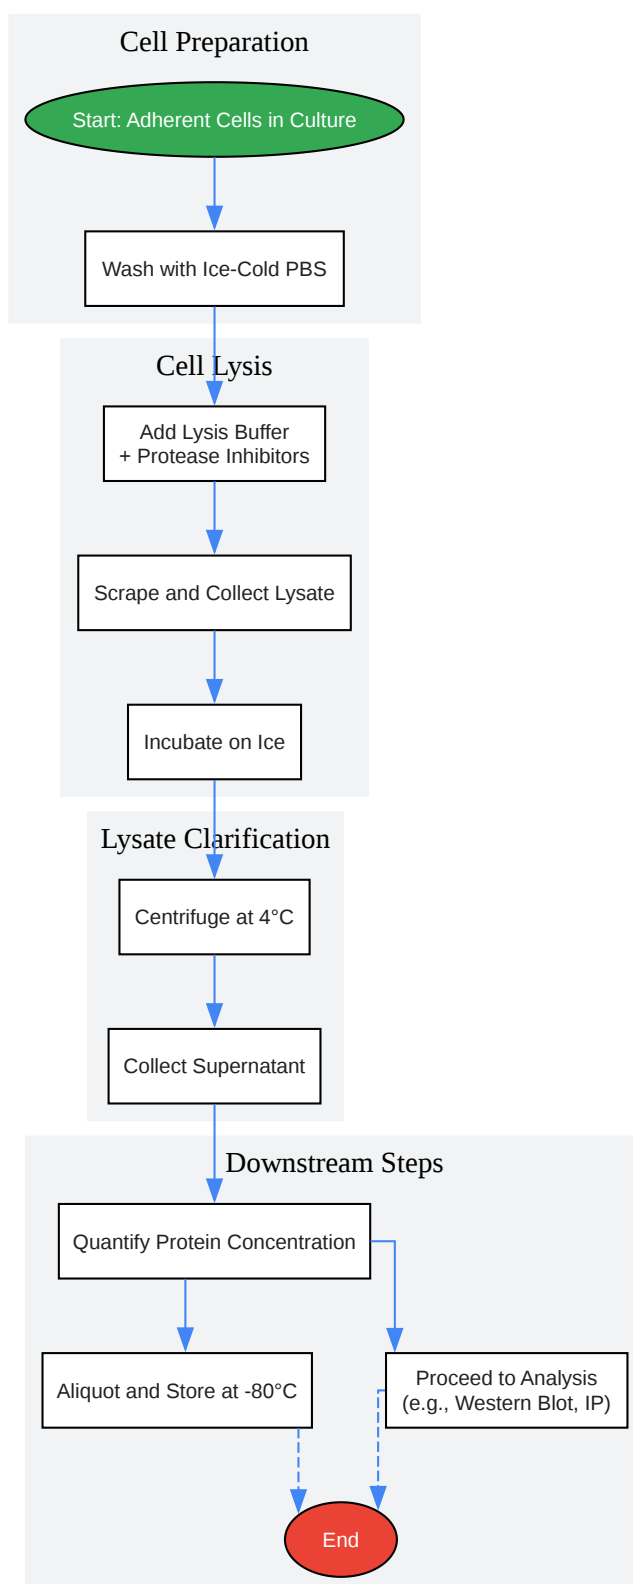 Cell Preparation
Start: Adherent Cells in Culture
Wash with Ice-Cold PBS
Cell Lysis
Add Lysis Buffer
+ Protease Inhibitors
Scrape and Collect Lysate
Incubate on Ice
Lysate Clarification
Centrifuge at 4°C
Collect Supernatant
Downstream Steps
Quantify Protein Concentration
Aliquot and Store at -80°C
Proceed to Analysis
(e.g., Western Blot, IP)
End